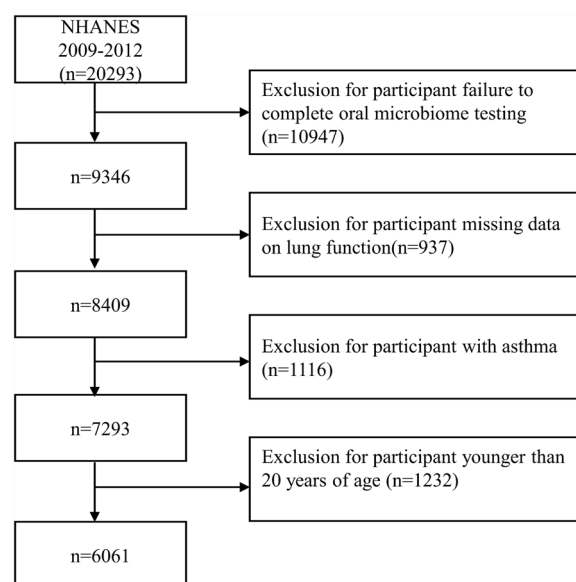 NHANES
2009-2012
(n=20293)
Exclusion for participant failure to
complete oral microbiome testing
(n=10947)
n=9346
Exclusion for participant missing data
on lung function(n=937)
n=8409
Exclusion for participant with asthma
(n=1116)
n=7293
Exclusion for participant younger than
20 years of age (n=1232)
n=6061